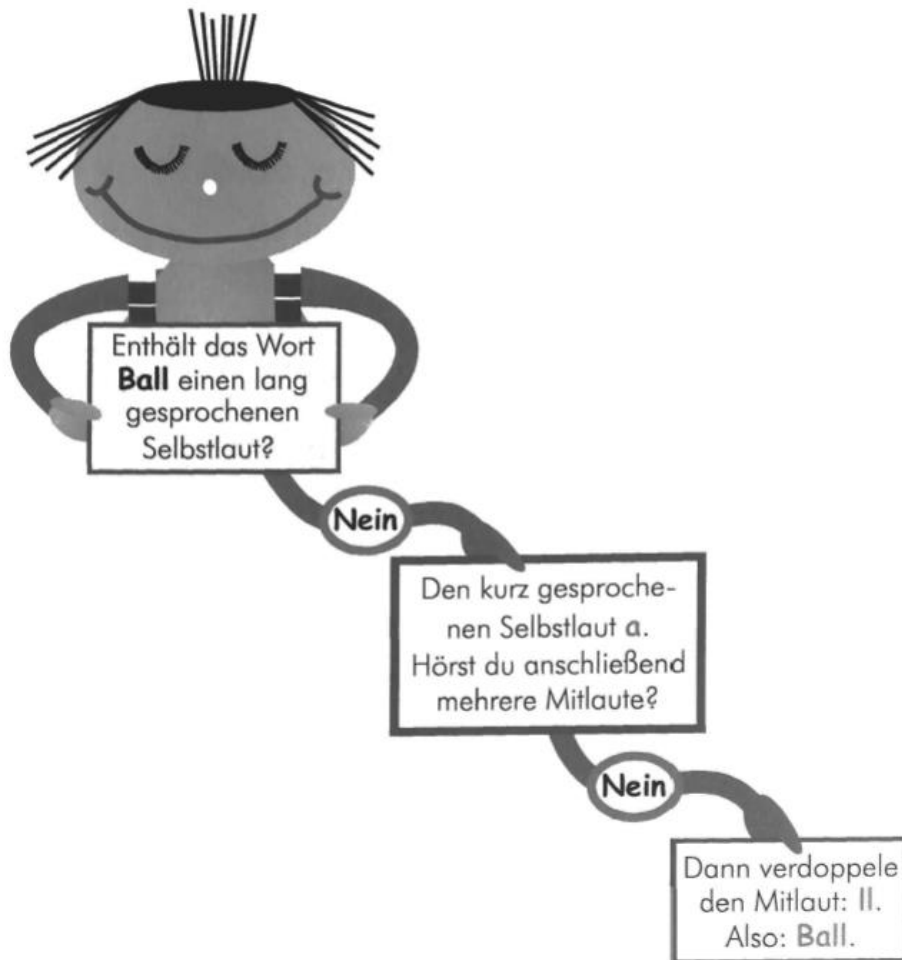 Enthält das Wort
Ball einen lang
gesprochenen
Selbstlaut?
Nein
Den kurz gesproche-
nen Selbstlaut a.
Hörst du anschließend
mehrere Mitlaute?
Nein
Dann verdoppele
den Mitlaut: ll.
Also: Ball.